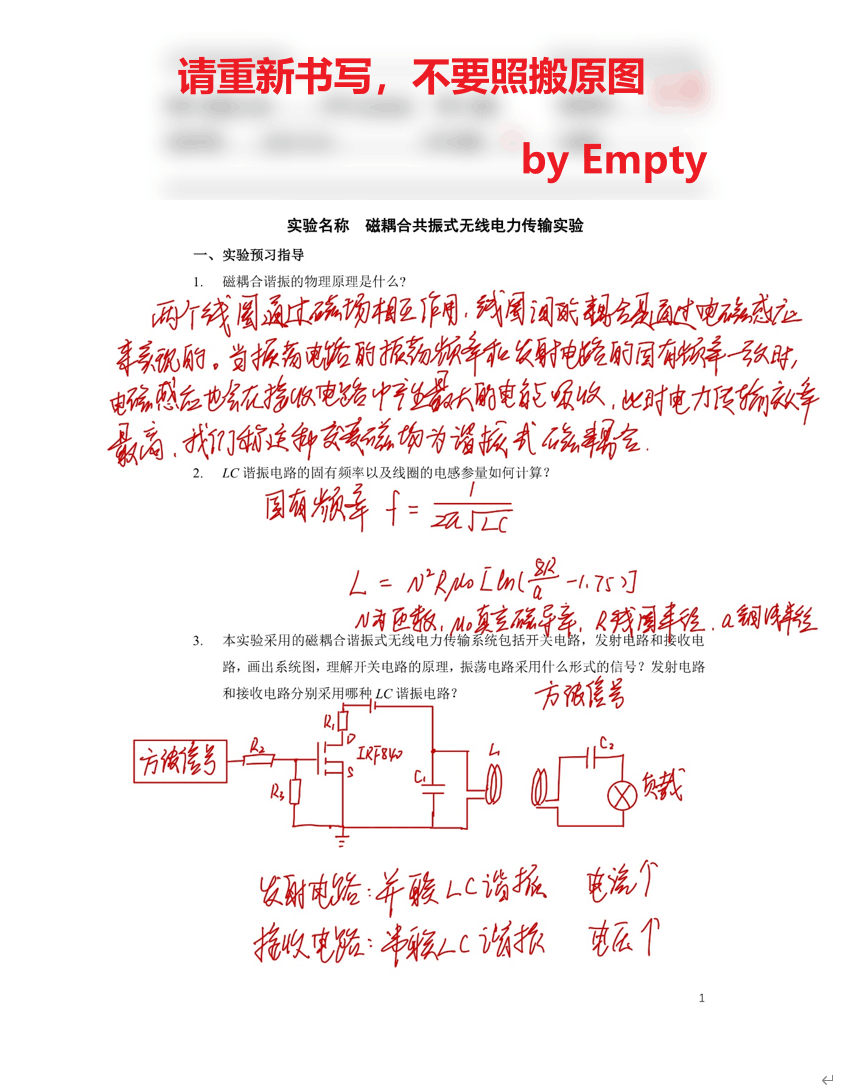 请重新书写，不要照搬原图
by Empty
实验名称 磁耦合共振式无线电力传输实验
一、实验预习指导
1. 磁耦合谐振的物理原理是什么?
两个线圈通过磁场相互作用，线圈间的耦合是通过电磁感应
来实现的。当振荡电路的振荡频率和发射电路的固有频率一致时，
电磁感应也会在接收电路中产生最大的电能吸收，此时电力传输效率
最高，我们称这种交变磁场为谐振式磁耦合.
2. LC 谐振电路的固有频率以及线圈的电感参量如何计算？
固有频率 f = 1/(2π√LC)
L = N²Rμ₀[ln(8R/a -1.75)]
N为匝数, μ₀真空磁导率, R线圈半径, a铜线半径
3. 本实验采用的磁耦合谐振式无线电力传输系统包括开关电路，发射电路和接收电
路，画出系统图，理解开关电路的原理，振荡电路采用什么形式的信号？发射电路
和接收电路分别采用哪种 LC 谐振电路？
方波信号
方波信号 R₂ R₃ R₁ D S IRF840 C₁ L₁ C₂ 负载
发射电路：并联LC谐振 电流↑
接收电路：串联LC谐振 电压↑
1